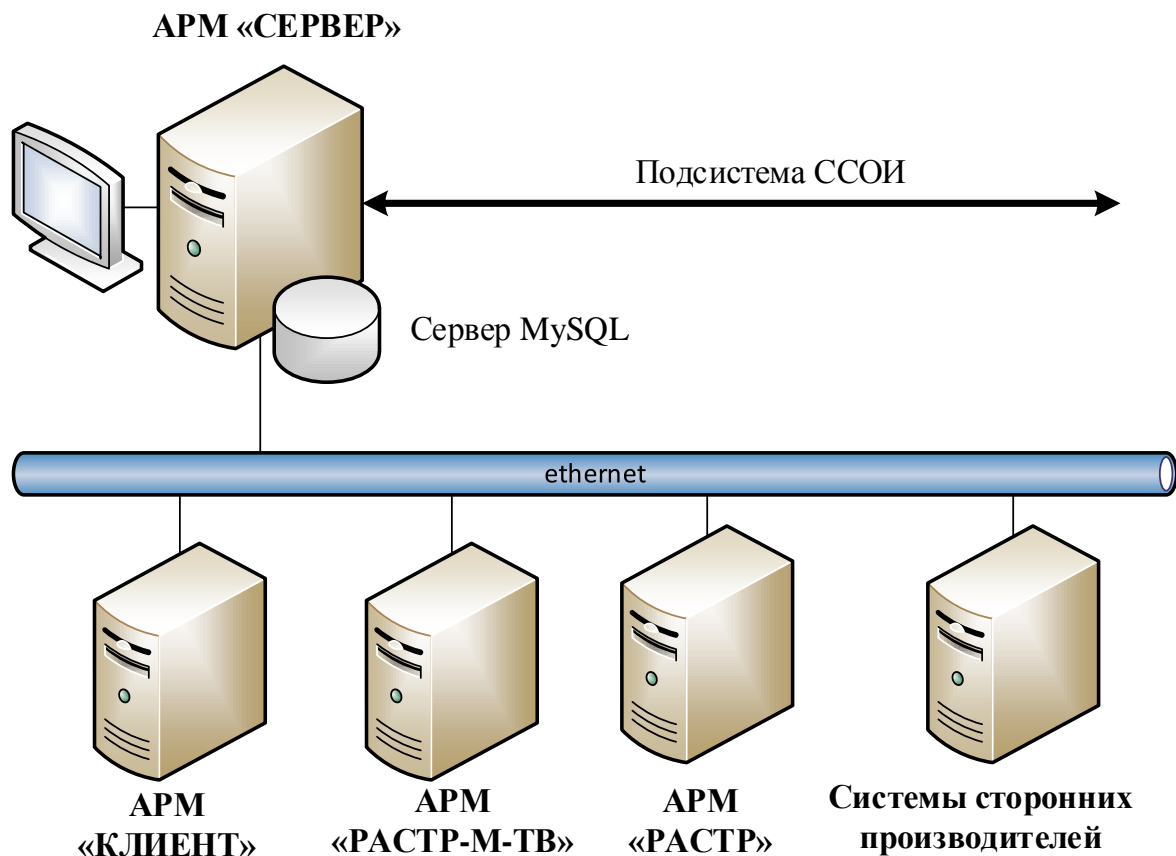 АРМ «СЕРВЕР»
Подсистема ССОИ
Сервер MySQL
ethernet
АРМ
«КЛИЕНТ»
АРМ
«РАСТР-М-ТВ»
АРМ
«РАСТР»
Системы сторонних
производителей